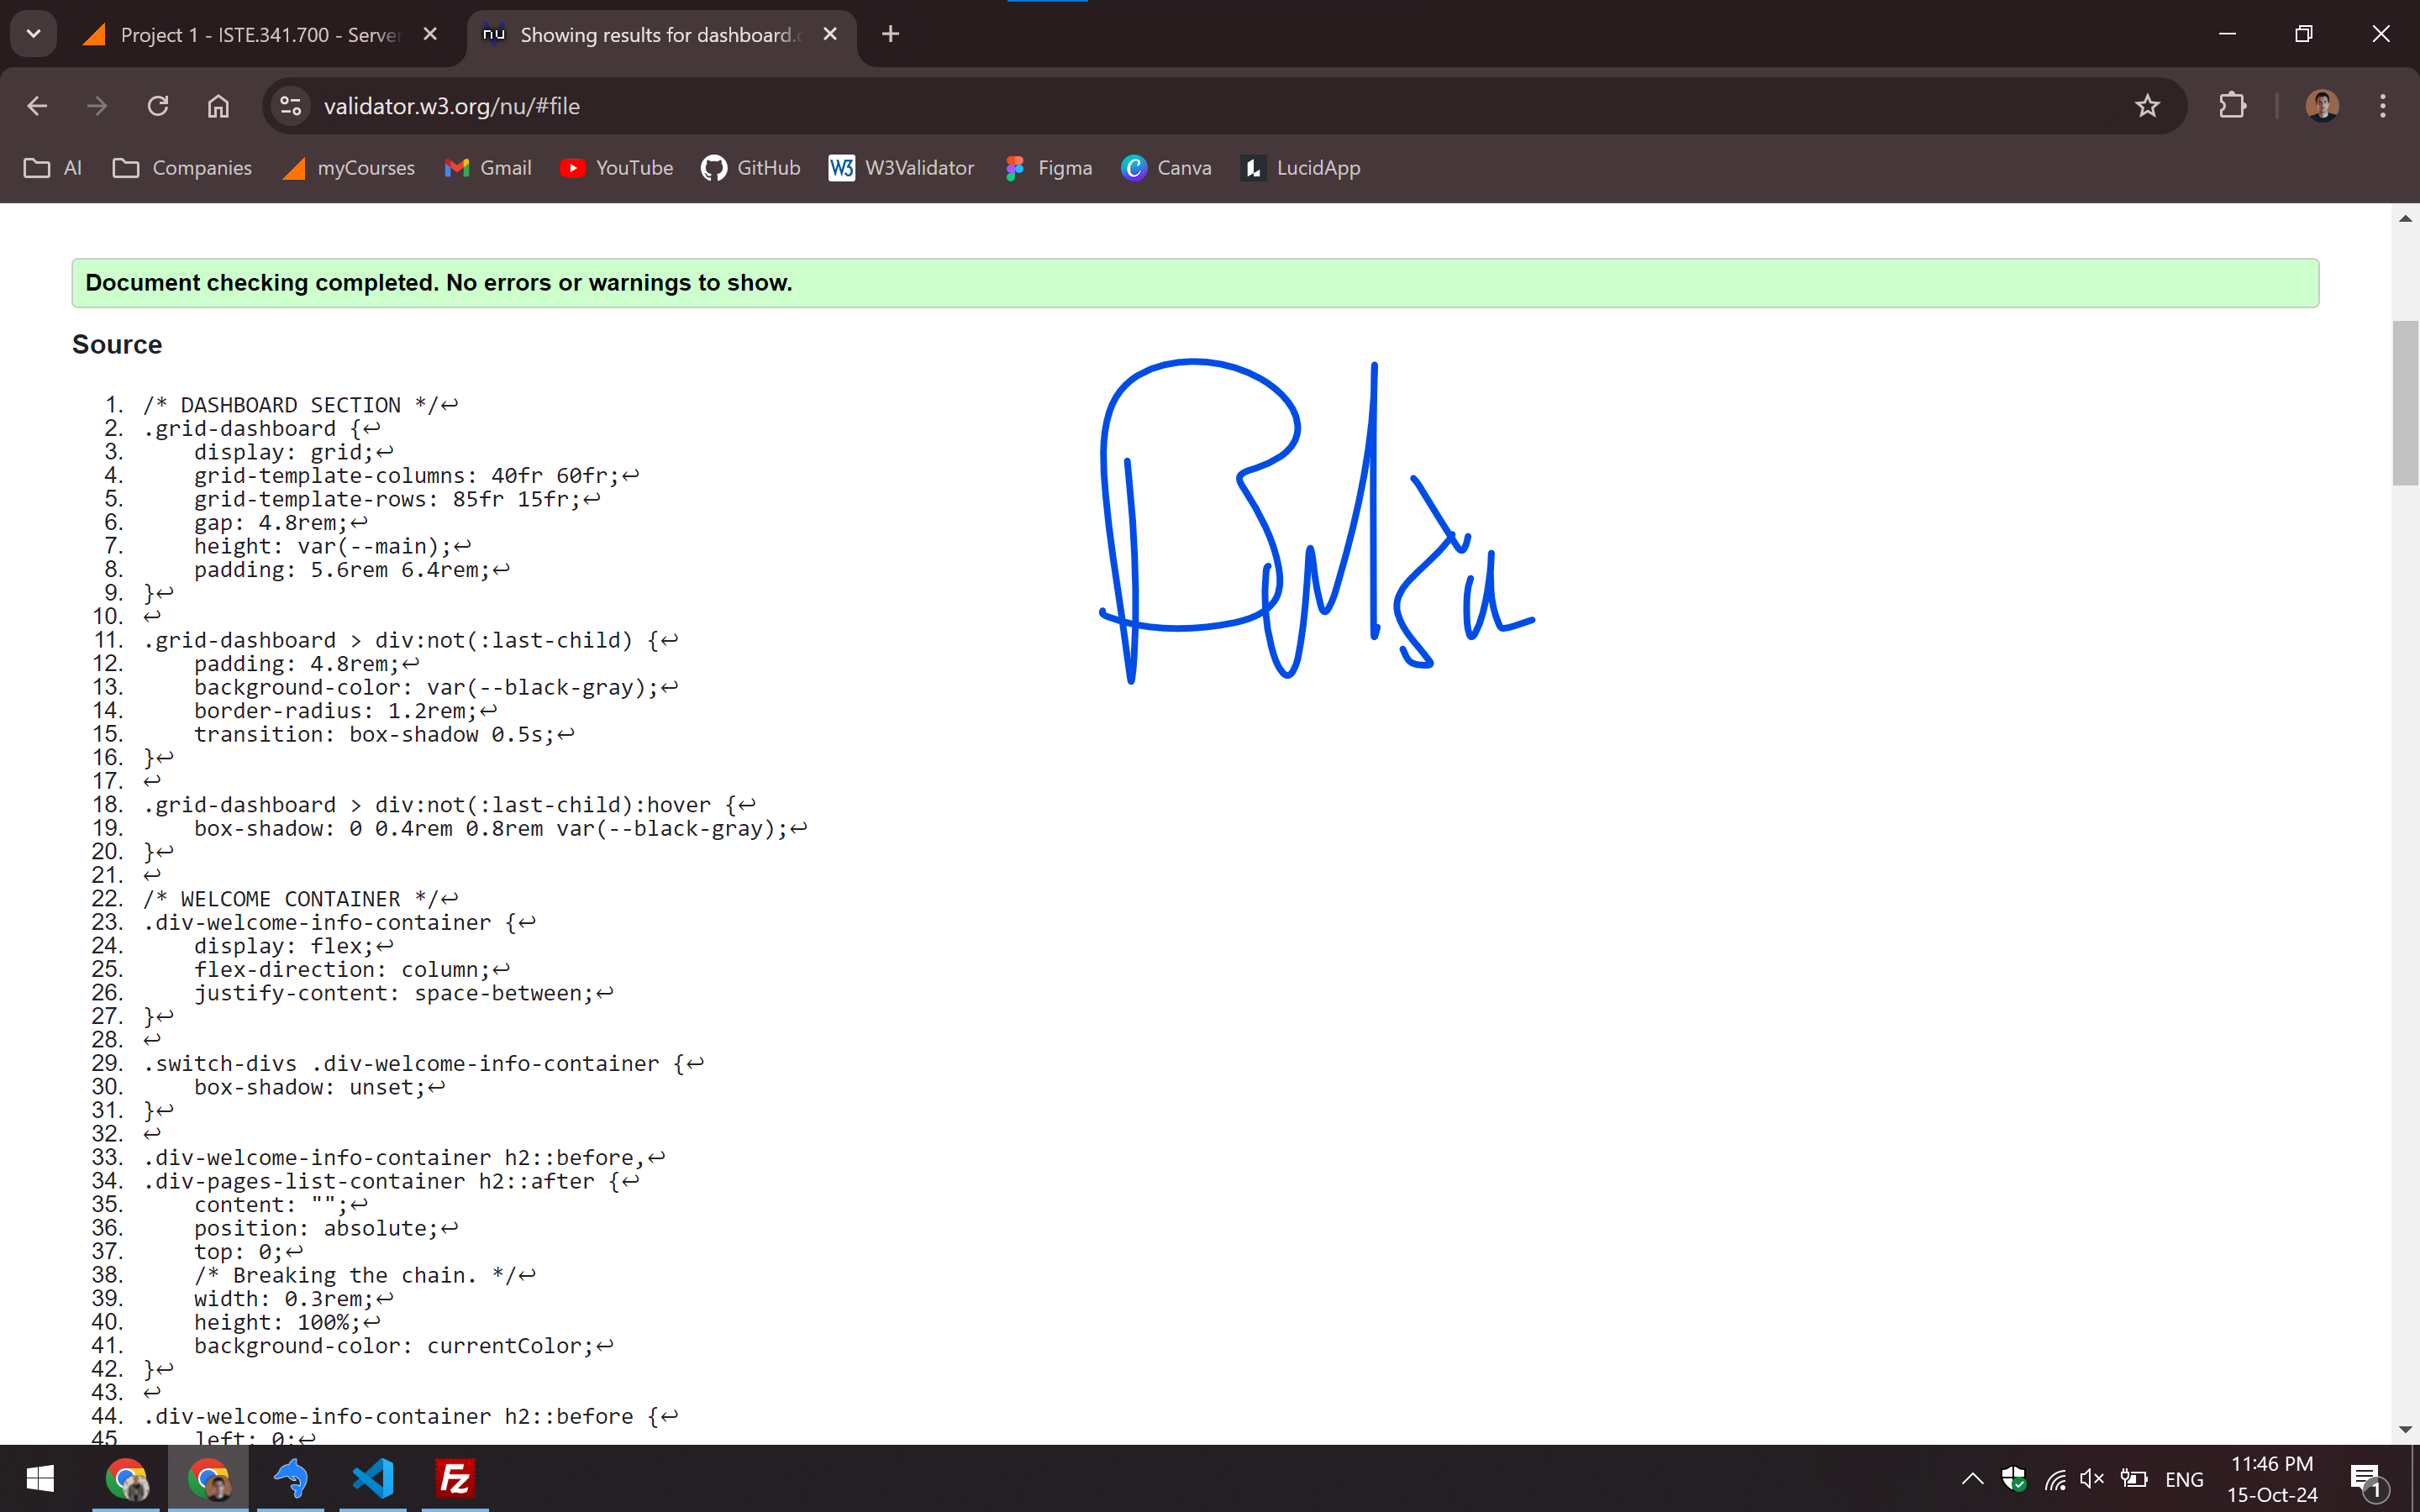 Project 1 - ISTE.341.700 - Server
nu Showing results for dashboard.
validator.w3.org/nu/#file
AI Companies myCourses Gmail YouTube GitHub W3 W3Validator Figma Canva LucidApp
Document checking completed. No errors or warnings to show.
Source
1. /* DASHBOARD SECTION */↩
2. .grid-dashboard {↩
3. display: grid;↩
4. grid-template-columns: 40fr 60fr;↩
5. grid-template-rows: 85fr 15fr;↩
6. gap: 4.8rem;↩
7. height: var(--main);↩
8. padding: 5.6rem 6.4rem;↩
9. }↩
10. ↩
11. .grid-dashboard > div:not(:last-child) {↩
12. padding: 4.8rem;↩
13. background-color: var(--black-gray);↩
14. border-radius: 1.2rem;↩
15. transition: box-shadow 0.5s;↩
16. }↩
17. ↩
18. .grid-dashboard > div:not(:last-child):hover {↩
19. box-shadow: 0 0.4rem 0.8rem var(--black-gray);↩
20. }↩
21. ↩
22. /* WELCOME CONTAINER */↩
23. .div-welcome-info-container {↩
24. display: flex;↩
25. flex-direction: column;↩
26. justify-content: space-between;↩
27. }↩
28. ↩
29. .switch-divs .div-welcome-info-container {↩
30. box-shadow: unset;↩
31. }↩
32. ↩
33. .div-welcome-info-container h2::before,↩
34. .div-pages-list-container h2::after {↩
35. content: "";↩
36. position: absolute;↩
37. top: 0;↩
38. /* Breaking the chain. */↩
39. width: 0.3rem;↩
40. height: 100%;↩
41. background-color: currentColor;↩
42. }↩
43. ↩
44. .div-welcome-info-container h2::before {↩
45. left: 0;↩
Fz ENG 11:46 PM
15-Oct-24 1